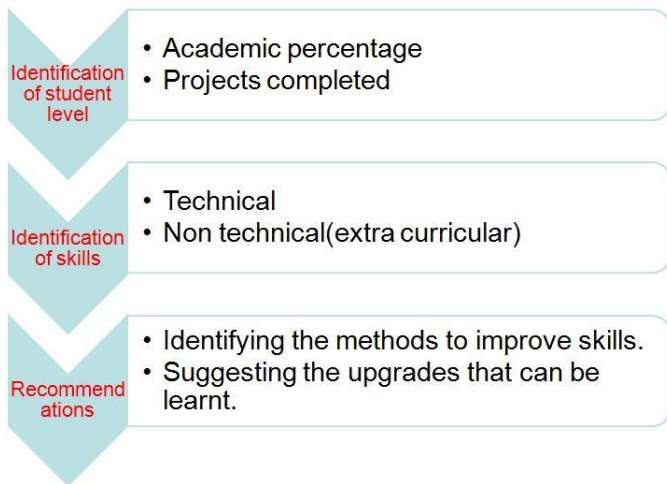 Identification
of student
level
• Academic percentage
• Projects completed
Identification
of skills
• Technical
• Non technical(extra curricular)
Recommend
ations
• Identifying the methods to improve skills.
• Suggesting the upgrades that can be
learnt.